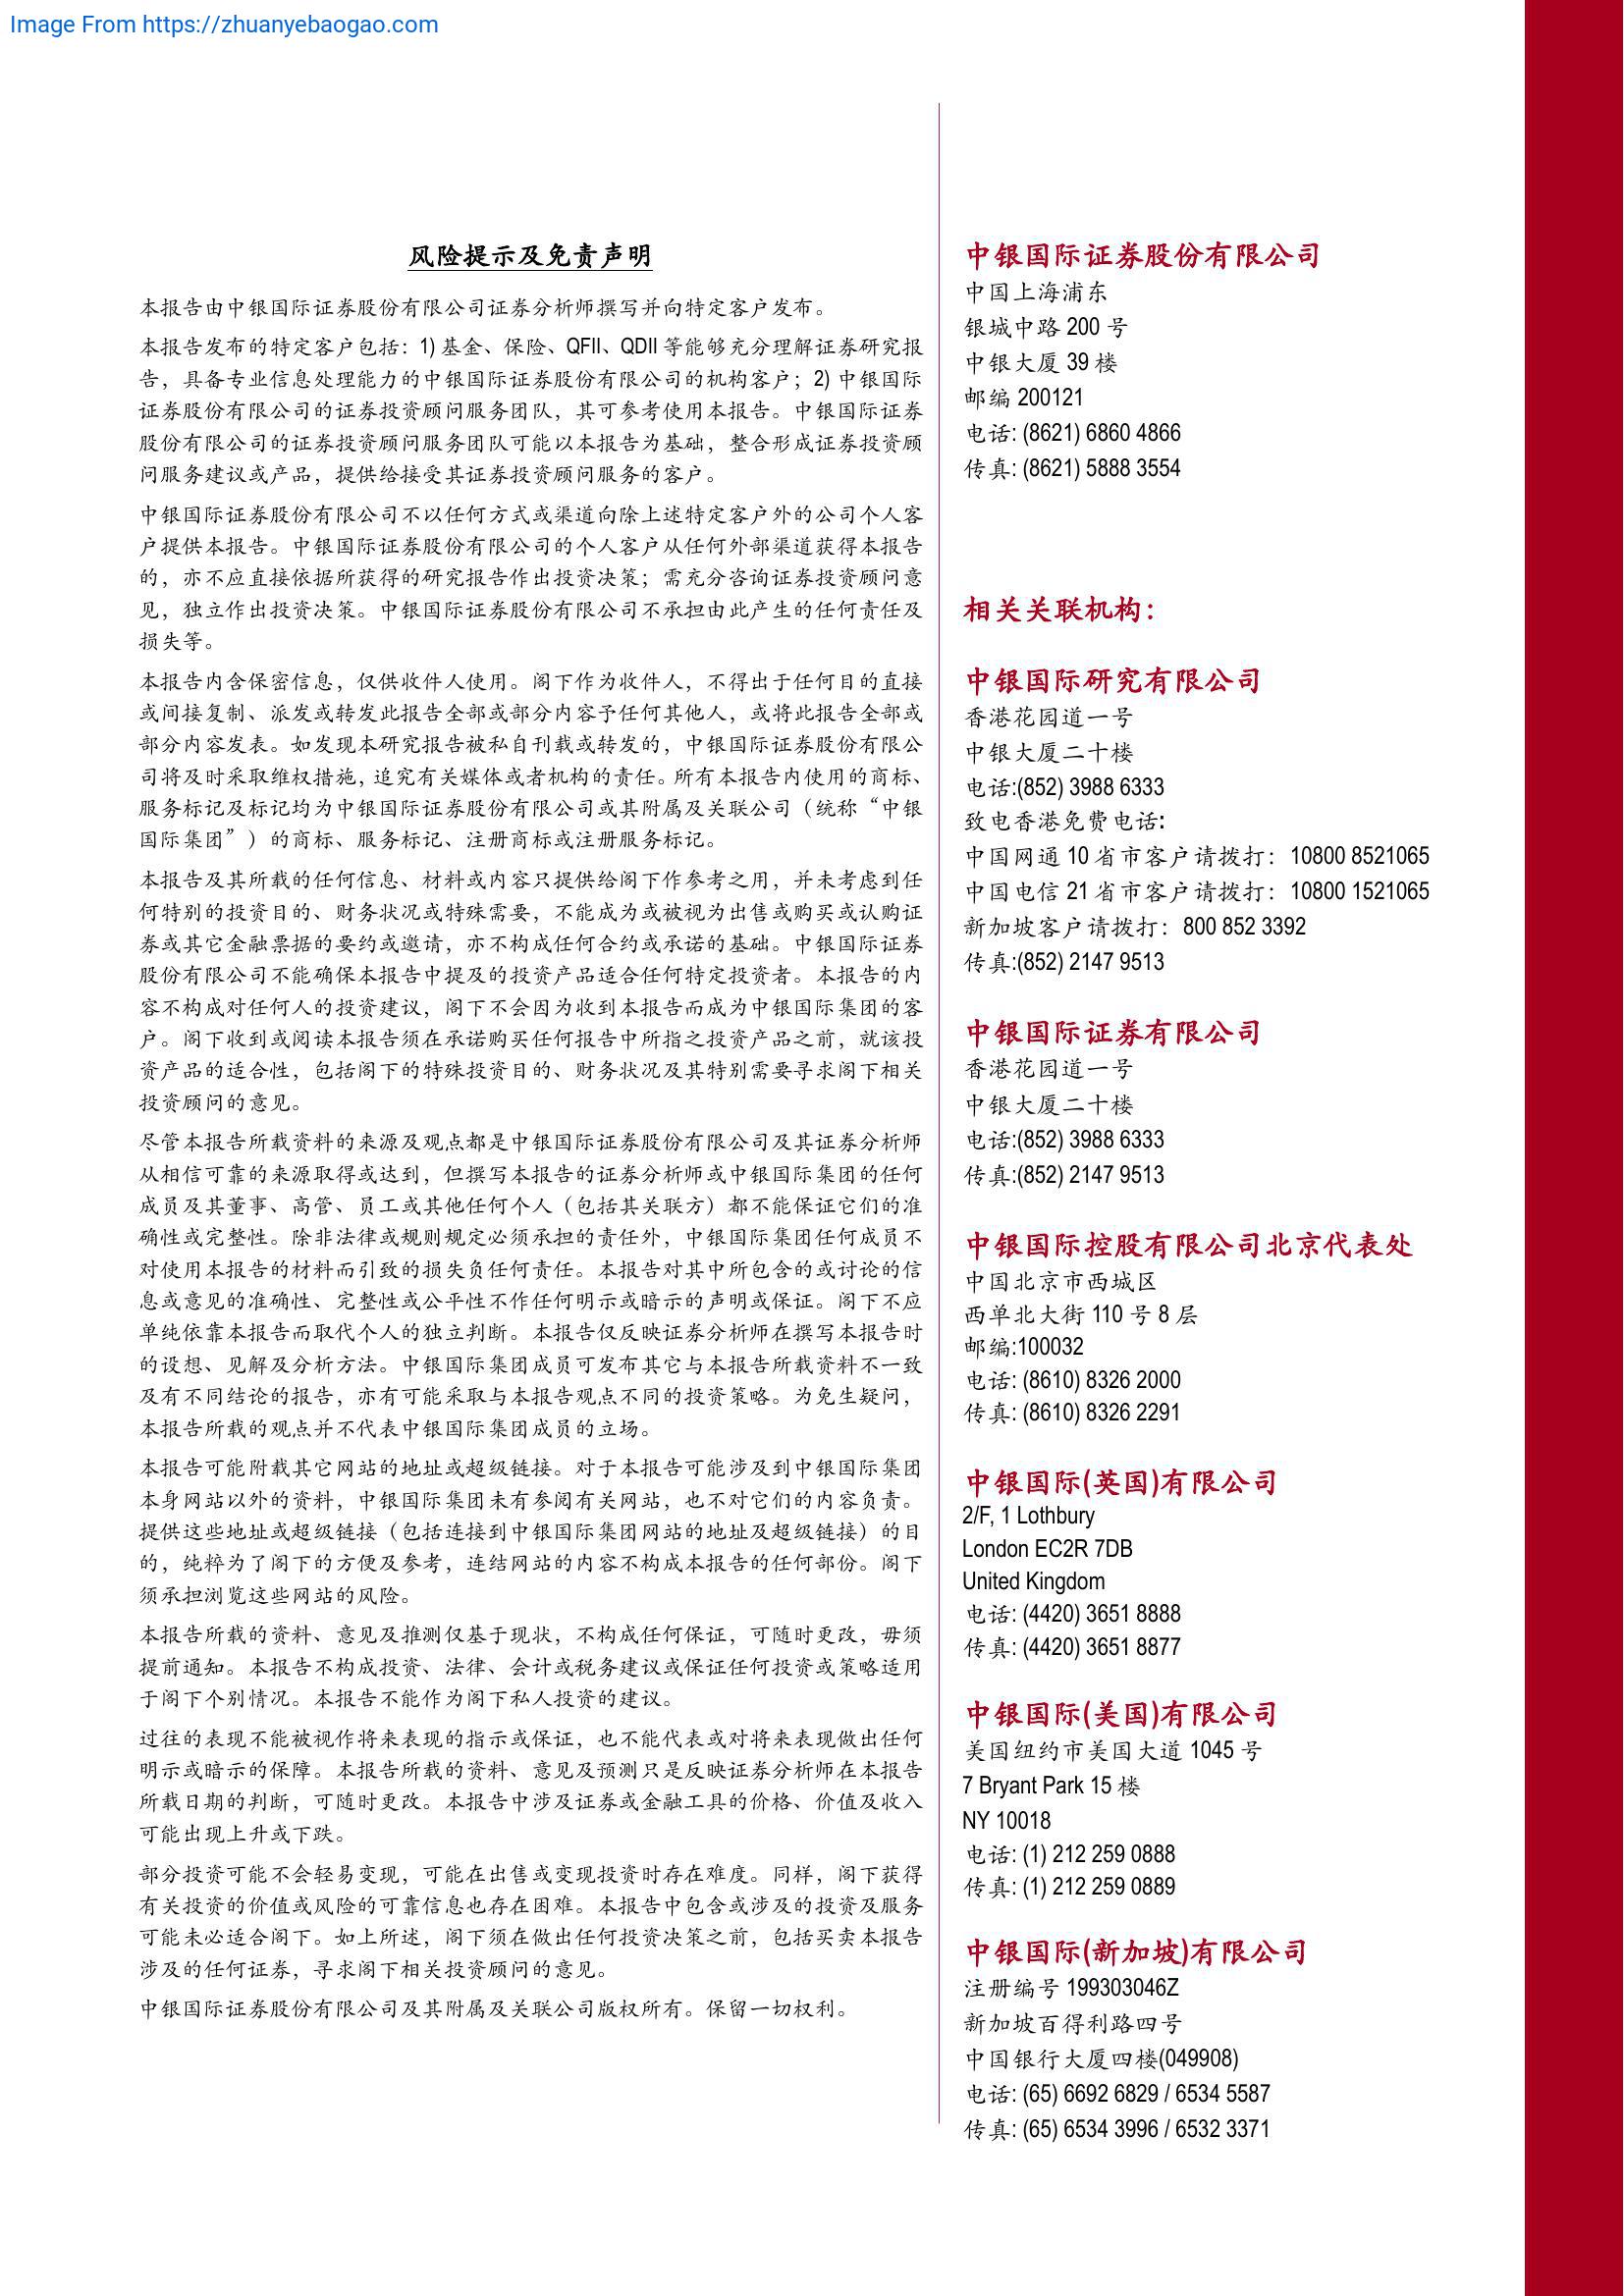 Image From https://zhuanyebaogao.com
风险提示及免责声明
本报告由中银国际证券股份有限公司证券分析师撰写并向特定客户发布。
本报告发布的特定客户包括：1) 基金、保险、QFII、QDII 等能够充分理解证券研究报
告，具备专业信息处理能力的中银国际证券股份有限公司的机构客户；2) 中银国际
证券股份有限公司的证券投资顾问服务团队，其可参考使用本报告。中银国际证券
股份有限公司的证券投资顾问服务团队可能以本报告为基础，整合形成证券投资顾
问服务建议或产品，提供给接受其证券投资顾问服务的客户。
中银国际证券股份有限公司不以任何方式或渠道向除上述特定客户外的公司个人客
户提供本报告。中银国际证券股份有限公司的个人客户从任何外部渠道获得本报告
的，亦不应直接依据所获得的研究报告作出投资决策；需充分咨询证券投资顾问意
见，独立作出投资决策。中银国际证券股份有限公司不承担由此产生的任何责任及
损失等。
本报告内含保密信息，仅供收件人使用。阁下作为收件人，不得出于任何目的直接
或间接复制、派发或转发此报告全部或部分内容予任何其他人，或将此报告全部或
部分内容发表。如发现本研究报告被私自刊载或转发的，中银国际证券股份有限公
司将及时采取维权措施，追究有关媒体或者机构的责任。所有本报告内使用的商标、
服务标记及标记均为中银国际证券股份有限公司或其附属及关联公司（统称“中银
国际集团”）的商标、服务标记、注册商标或注册服务标记。
本报告及其所载的任何信息、材料或内容只提供给阁下作参考之用，并未考虑到任
何特别的投资目的、财务状况或特殊需要，不能成为或被视为出售或购买或认购证
券或其它金融票据的要约或邀请，亦不构成任何合约或承诺的基础。中银国际证券
股份有限公司不能确保本报告中提及的投资产品适合任何特定投资者。本报告的内
容不构成对任何人的投资建议，阁下不会因为收到本报告而成为中银国际集团的客
户。阁下收到或阅读本报告须在承诺购买任何报告中所指之投资产品之前，就该投
资产品的适合性，包括阁下的特殊投资目的、财务状况及其特别需要寻求阁下相关
投资顾问的意见。
尽管本报告所载资料的来源及观点都是中银国际证券股份有限公司及其证券分析师
从相信可靠的来源取得或达到，但撰写本报告的证券分析师或中银国际集团的任何
成员及其董事、高管、员工或其他任何个人（包括其关联方）都不能保证它们的准
确性或完整性。除非法律或规则规定必须承担的责任外，中银国际集团任何成员不
对使用本报告的材料而引致的损失负任何责任。本报告对其中所包含的或讨论的信
息或意见的准确性、完整性或公平性不作任何明示或暗示的声明或保证。阁下不应
单纯依靠本报告而取代个人的独立判断。本报告仅反映证券分析师在撰写本报告时
的设想、见解及分析方法。中银国际集团成员可发布其它与本报告所载资料不一致
及有不同结论的报告，亦有可能采取与本报告观点不同的投资策略。为免生疑问，
本报告所载的观点并不代表中银国际集团成员的立场。
本报告可能附载其它网站的地址或超级链接。对于本报告可能涉及到中银国际集团
本身网站以外的资料，中银国际集团未有参阅有关网站，也不对它们的内容负责。
提供这些地址或超级链接（包括连接到中银国际集团网站的地址及超级链接）的目
的，纯粹为了阁下的方便及参考，连结网站的内容不构成本报告的任何部份。阁下
须承担浏览这些网站的风险。
本报告所载的资料、意见及推测仅基于现状，不构成任何保证，可随时更改，毋须
提前通知。本报告不构成投资、法律、会计或税务建议或保证任何投资或策略适用
于阁下个别情况。本报告不能作为阁下私人投资的建议。
过往的表现不能被视作将来表现的指示或保证，也不能代表或对将来表现做出任何
明示或暗示的保障。本报告所载的资料、意见及预测只是反映证券分析师在本报告
所载日期的判断，可随时更改。本报告中涉及证券或金融工具的价格、价值及收入
可能出现上升或下跌。
部分投资可能不会轻易变现，可能在出售或变现投资时存在难度。同样，阁下获得
有关投资的价值或风险的可靠信息也存在困难。本报告中包含或涉及的投资及服务
可能未必适合阁下。如上所述，阁下须在做出任何投资决策之前，包括买卖本报告
涉及的任何证券，寻求阁下相关投资顾问的意见。
中银国际证券股份有限公司及其附属及关联公司版权所有。保留一切权利。
中银国际证券股份有限公司
中国上海浦东
银城中路 200 号
中银大厦 39 楼
邮编 200121
电话: (8621) 6860 4866
传真: (8621) 5888 3554
相关关联机构：
中银国际研究有限公司
香港花园道一号
中银大厦二十楼
电话:(852) 3988 6333
致电香港免费电话:
中国网通 10 省市客户请拨打：10800 8521065
中国电信 21 省市客户请拨打：10800 1521065
新加坡客户请拨打：800 852 3392
传真:(852) 2147 9513
中银国际证券有限公司
香港花园道一号
中银大厦二十楼
电话:(852) 3988 6333
传真:(852) 2147 9513
中银国际控股有限公司北京代表处
中国北京市西城区
西单北大街 110 号 8 层
邮编:100032
电话: (8610) 8326 2000
传真: (8610) 8326 2291
中银国际(英国)有限公司
2/F, 1 Lothbury
London EC2R 7DB
United Kingdom
电话: (4420) 3651 8888
传真: (4420) 3651 8877
中银国际(美国)有限公司
美国纽约市美国大道 1045 号
7 Bryant Park 15 楼
NY 10018
电话: (1) 212 259 0888
传真: (1) 212 259 0889
中银国际(新加坡)有限公司
注册编号 199303046Z
新加坡百得利路四号
中国银行大厦四楼(049908)
电话: (65) 6692 6829 / 6534 5587
传真: (65) 6534 3996 / 6532 3371